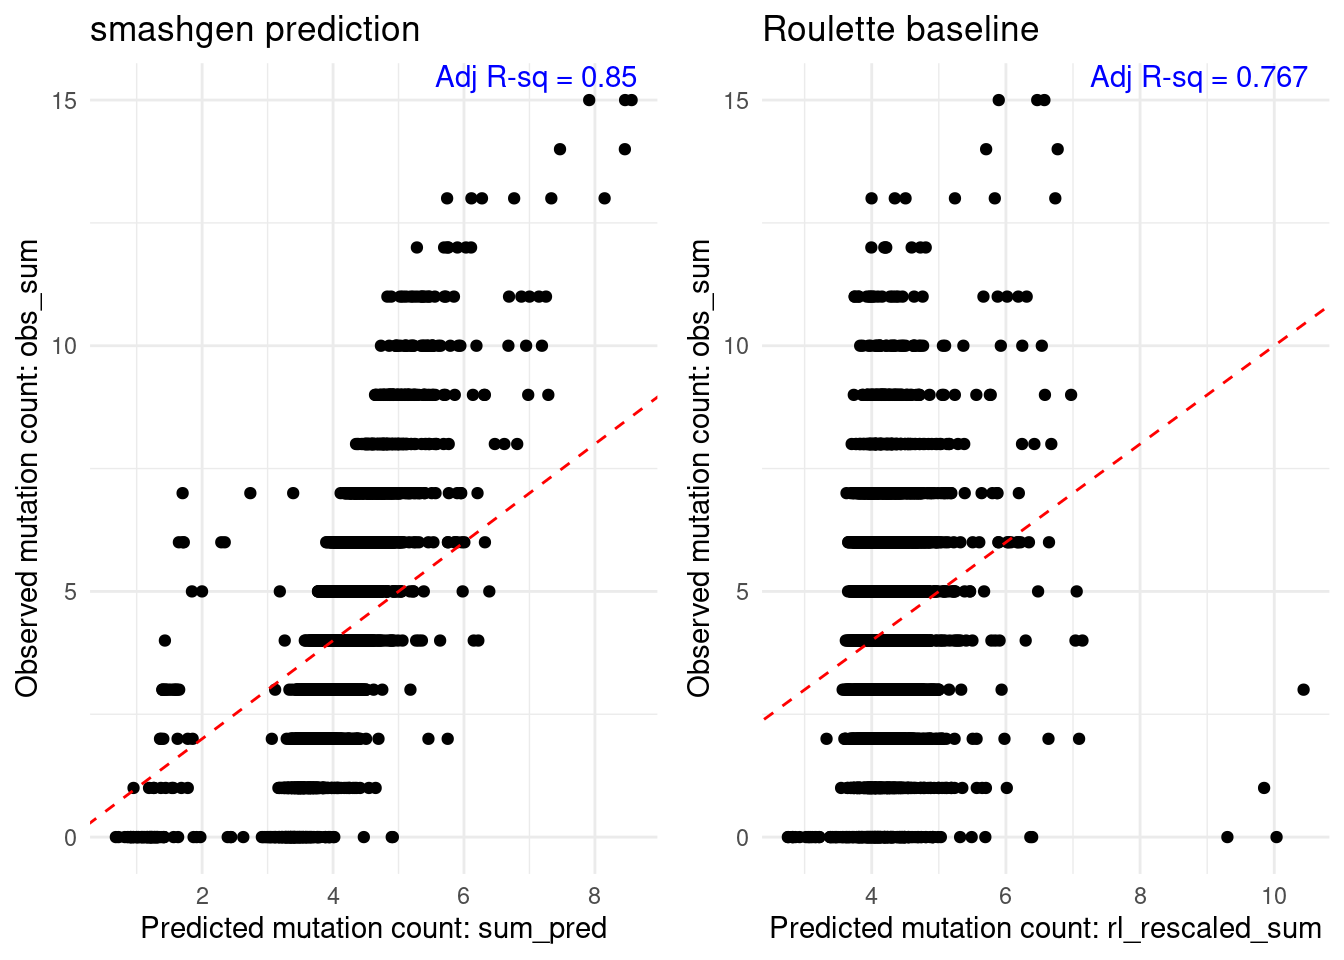 smashgen prediction
Adj R-sq = 0.85
15
10
5
0
Observed mutation count: obs_sum
2 4 6 8
Predicted mutation count: sum_pred
Roulette baseline
Adj R-sq = 0.767
15
10
5
0
Observed mutation count: obs_sum
4 6 8 10
Predicted mutation count: rl_rescaled_sum